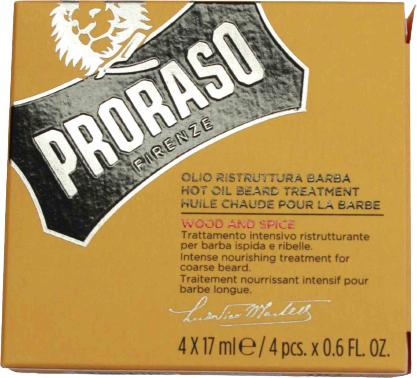 PRORASO
FIRENZE
OLIO RISTRUTTURA BARBA
HOT OIL BEARD TREATMENT
HUILE CHAUDE POUR LA BARBE
WOOD AND SPICE
Trattamento intensivo ristrutturante
per barba ispida e ribelle.
Intense nourishing treatment for
coarse beard.
Traitement nourrissant intensif pour
barbe longue.
4 X 17 ml ℮ / 4 pcs. x 0.6 FL. OZ.